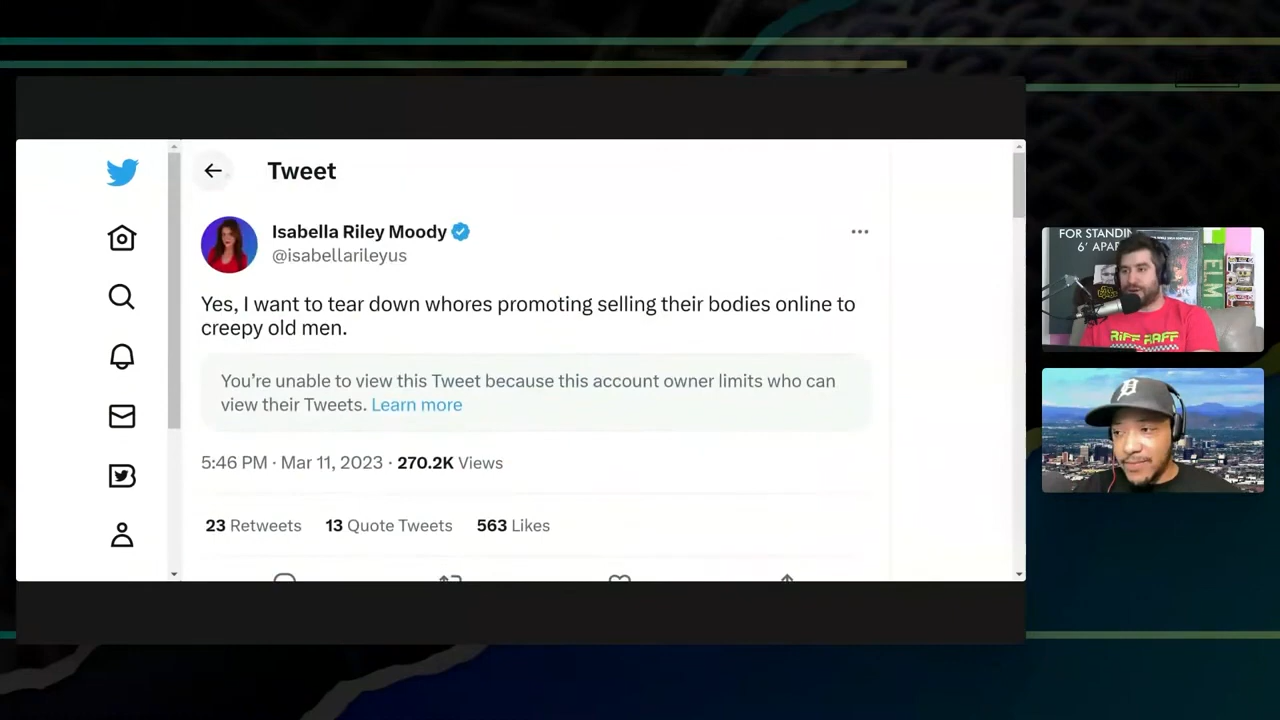 Tweet
Isabella Riley Moody
@isabellarileyus
Yes, I want to tear down whores promoting selling their bodies online to
creepy old men.
You’re unable to view this Tweet because this account owner limits who can
view their Tweets. Learn more
5:46 PM · Mar 11, 2023 · 270.2K Views
23 Retweets 13 Quote Tweets 563 Likes
FOR STANDIN
6' APAR
ELM
RIFF RAFF